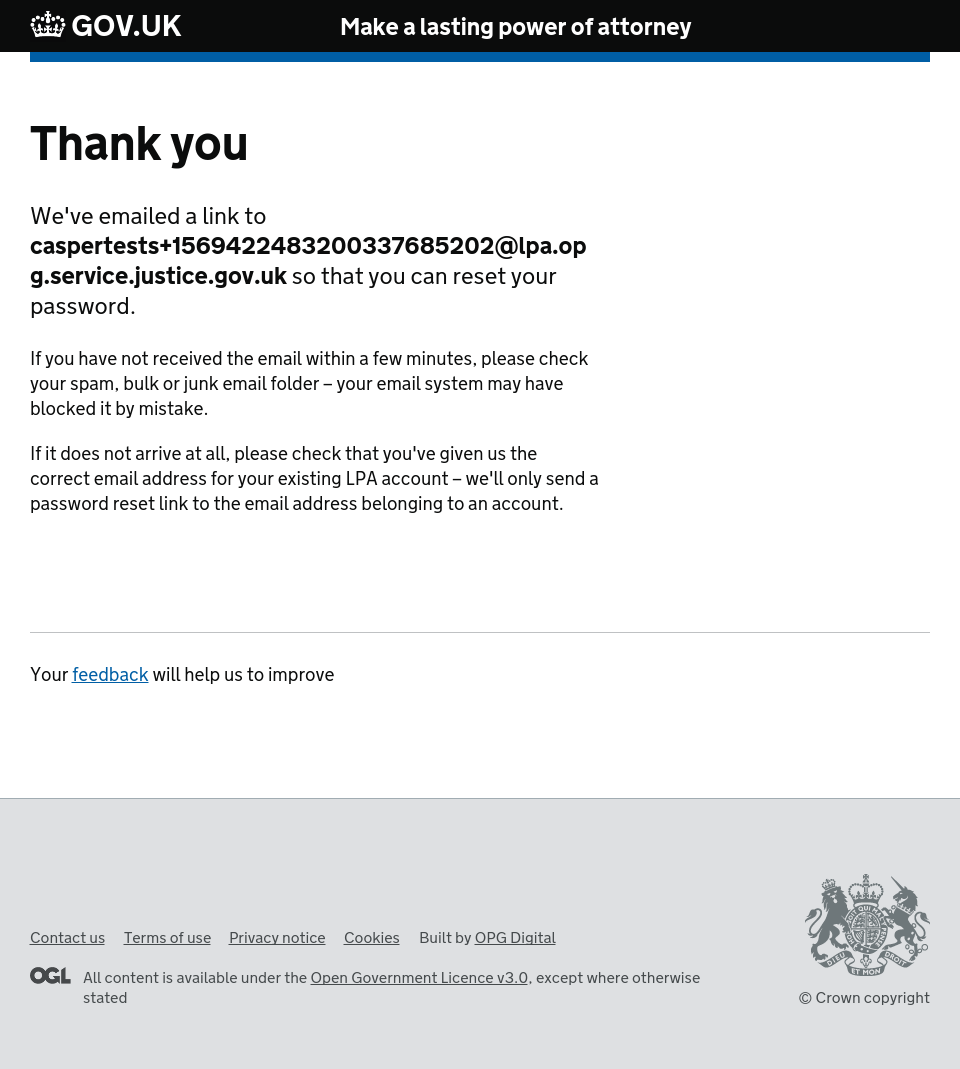 GOV.UK
Make a lasting power of attorney
Thank you
We've emailed a link to
caspertests+1569422483200337685202@lpa.op
g.service.justice.gov.uk so that you can reset your
password.
If you have not received the email within a few minutes, please check
your spam, bulk or junk email folder – your email system may have
blocked it by mistake.
If it does not arrive at all, please check that you've given us the
correct email address for your existing LPA account – we'll only send a
password reset link to the email address belonging to an account.
Your feedback will help us to improve
Contact us Terms of use Privacy notice Cookies Built by OPG Digital
OGL All content is available under the Open Government Licence v3.0, except where otherwise
stated
DIEU ET MON DROIT
© Crown copyright